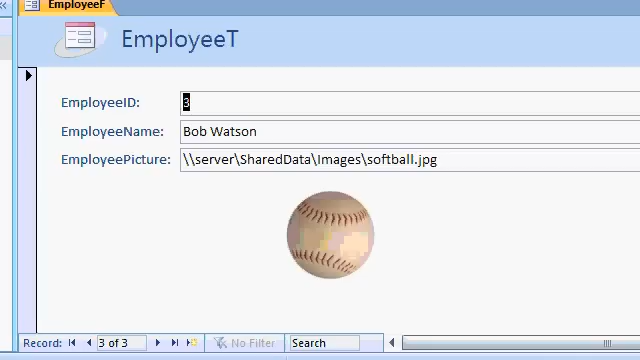 EmployeeF
EmployeeT
EmployeeID: 3
EmployeeName: Bob Watson
EmployeePicture: \\server\SharedData\Images\softball.jpg
Record: 3 of 3 No Filter Search